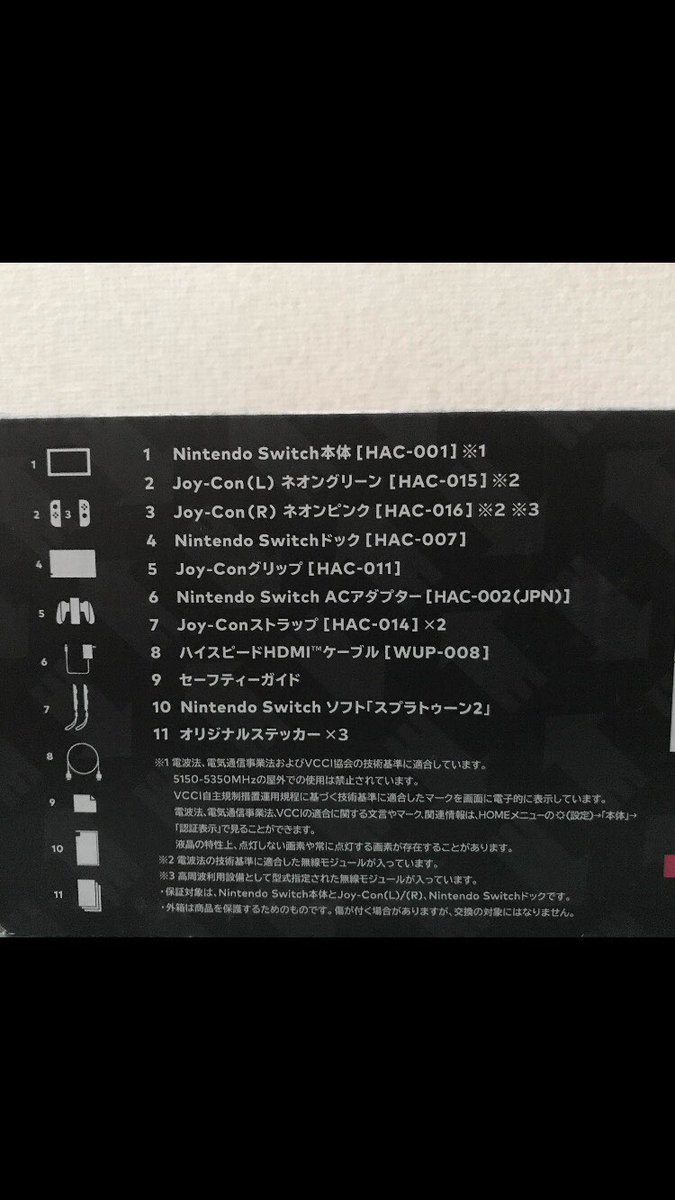 1 Nintendo Switch本体 [HAC-001] ※1
2 Joy-Con(L) ネオングリーン [HAC-015] ※2
3 Joy-Con(R) ネオンピンク [HAC-016] ※2 ※3
4 Nintendo Switchドック [HAC-007]
5 Joy-Conグリップ [HAC-011]
6 Nintendo Switch ACアダプター [HAC-002(JPN)]
7 Joy-Conストラップ [HAC-014] ×2
8 ハイスピードHDMI™ケーブル [WUP-008]
9 セーフティーガイド
10 Nintendo Switch ソフト「スプラトゥーン2」
11 オリジナルステッカー ×3
※1 電波法、電気通信事業法およびVCCI協会の技術基準に適合しています。
5150-5350MHzの屋外での使用は禁止されています。
VCCI自主規制措置運用規程に基づく技術基準に適合したマークを画面に電子的に表示しています。
電波法、電気通信事業法、VCCIの適合に関する文言やマーク、関連情報は、HOMEメニューの(設定)→「本体」→
「認証表示」で見ることができます。
液晶の特性上、点灯しない画素や常に点灯する画素が存在することがあります。
※2 電波法の技術基準に適合した無線モジュールが入っています。
※3 高周波利用設備として型式指定された無線モジュールが入っています。
・保証対象は、Nintendo Switch本体とJoy-Con(L)/(R)、Nintendo Switchドックです。
・外箱は商品を保護するためのものです。傷が付く場合がありますが、交換の対象にはなりません。
1
2 3
4
5
6
7
8
9
10
11